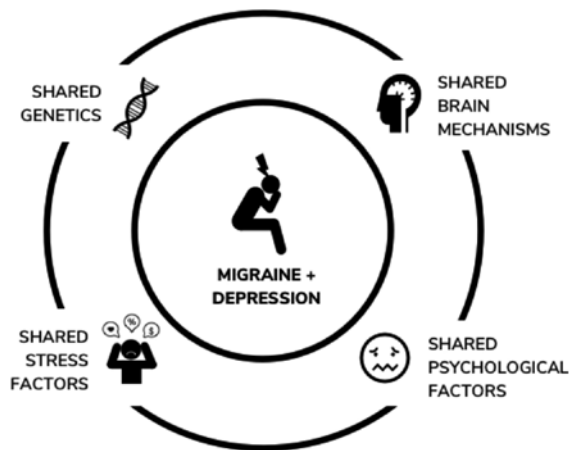 SHARED
GENETICS
SHARED
BRAIN
MECHANISMS
MIGRAINE +
DEPRESSION
SHARED
STRESS
FACTORS
%
$
SHARED
PSYCHOLOGICAL
FACTORS